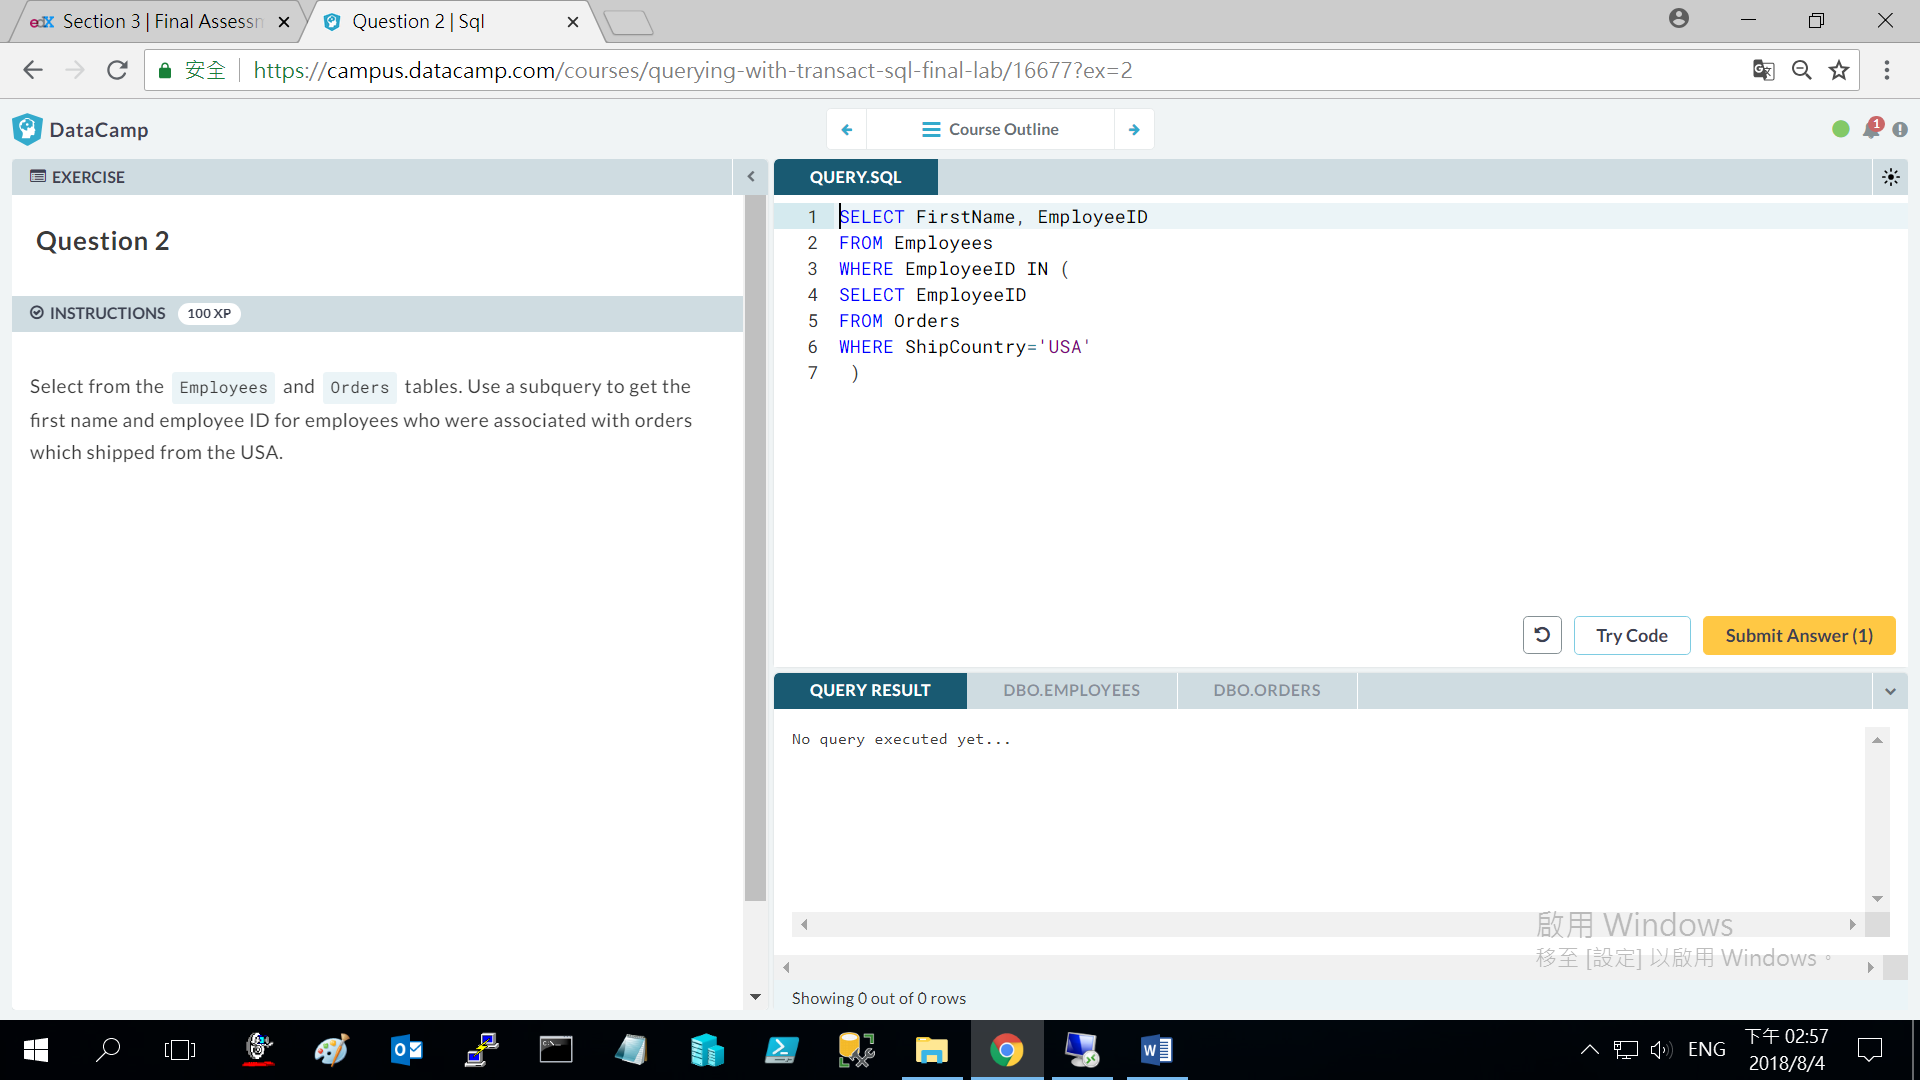 edX Section 3 | Final Assessm
Question 2 | Sql
安全
https://campus.datacamp.com/courses/querying-with-transact-sql-final-lab/16677?ex=2
DataCamp
Course Outline
1
EXERCISE
Question 2
INSTRUCTIONS 100 XP
Select from the Employees and Orders tables. Use a subquery to get the
first name and employee ID for employees who were associated with orders
which shipped from the USA.
QUERY.SQL
1 SELECT FirstName, EmployeeID
2 FROM Employees
3 WHERE EmployeeID IN (
4 SELECT EmployeeID
5 FROM Orders
6 WHERE ShipCountry='USA'
7 )
Try Code
Submit Answer (1)
QUERY RESULT
DBO.EMPLOYEES
DBO.ORDERS
No query executed yet...
啟用 Windows
移至 [設定] 以啟用 Windows。
Showing 0 out of 0 rows
ENG
下午 02:57
2018/8/4